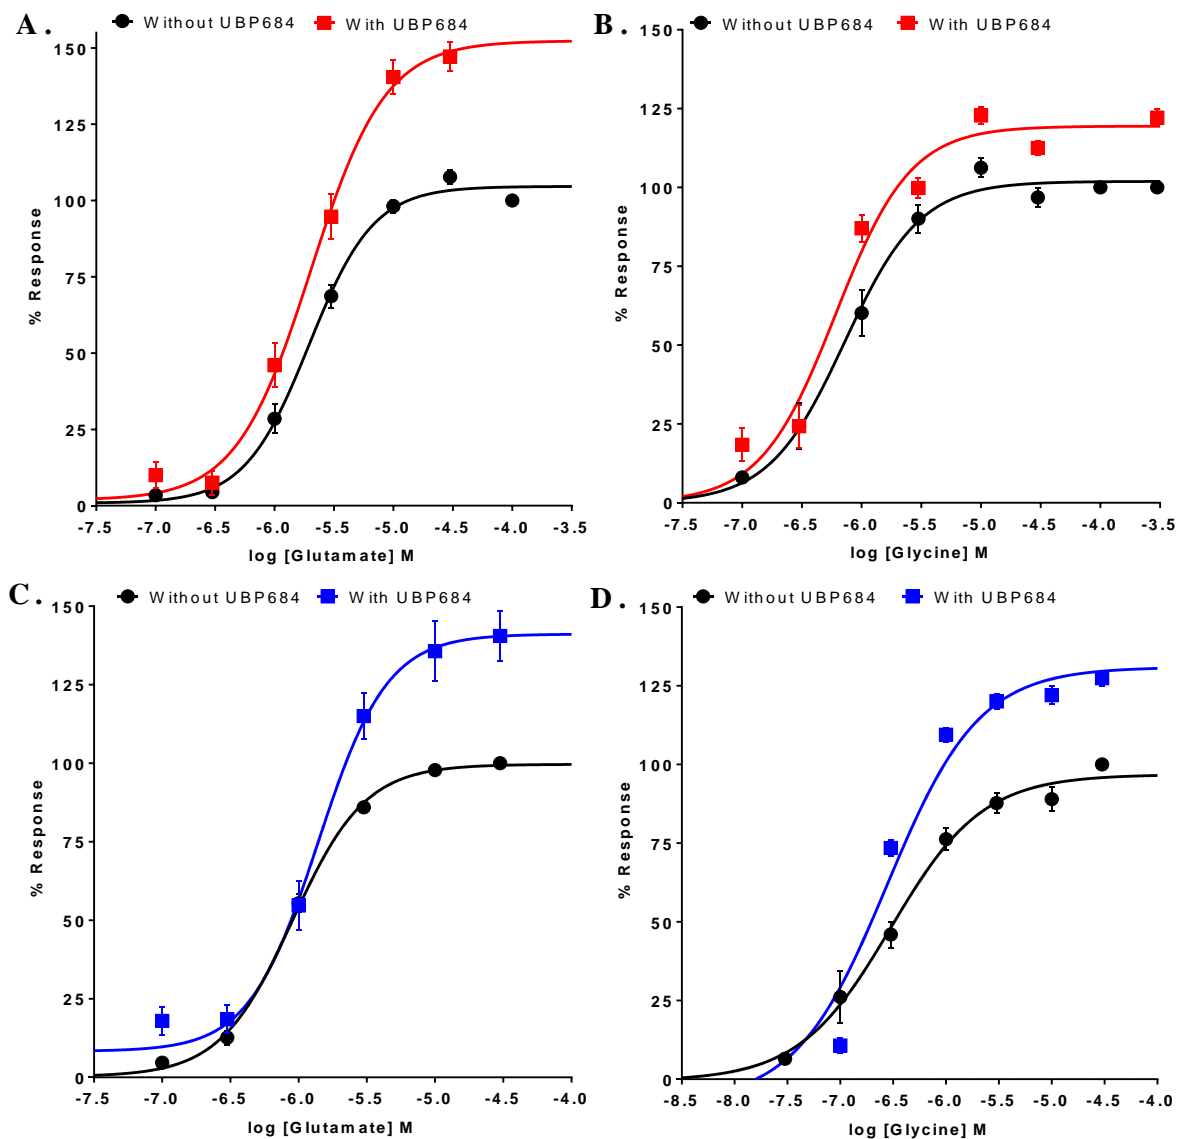 A.
Without UBP684 With UBP684
150
125
100
75
50
25
0
% Response
-7.5 -7.0 -6.5 -6.0 -5.5 -5.0 -4.5 -4.0 -3.5
log [Glutamate] M
B.
Without UBP684 With UBP684
150
125
100
75
50
25
0
% Response
-7.5 -7.0 -6.5 -6.0 -5.5 -5.0 -4.5 -4.0 -3.5
log [Glycine] M
C.
Without UBP684 With UBP684
150
125
100
75
50
25
0
% Response
-7.5 -7.0 -6.5 -6.0 -5.5 -5.0 -4.5 -4.0
log [Glutamate] M
D.
Without UBP684 With UBP684
150
125
100
75
50
25
0
% Response
-8.5 -8.0 -7.5 -7.0 -6.5 -6.0 -5.5 -5.0 -4.5 -4.0
log [Glycine] M